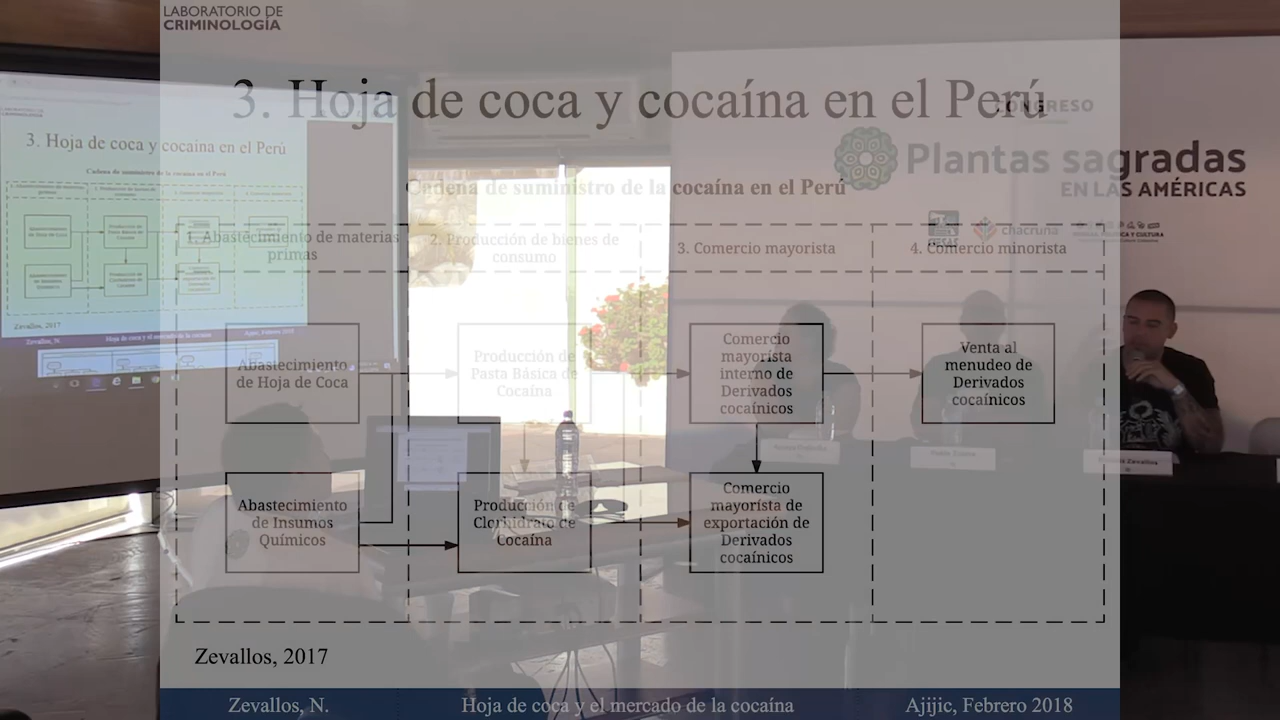 LABORATORIO DE
CRIMINOLOGÍA
3. Hoja de coca y cocaína en el Perú
Cadena de suministro de la cocaína en el Perú
1. Abastecimiento de materias
primas
2. Producción de bienes de
consumo
3. Comercio mayorista
4. Comercio minorista
Abastecimiento
de Hoja de Coca
Producción de
Pasta Básica de
Cocaína
Comercio
mayorista
interno de
Derivados
cocaínicos
Venta al
menudeo de
Derivados
cocaínicos
Abastecimiento
de Insumos
Químicos
Producción de
Clorhidrato de
Cocaína
Comercio
mayorista de
exportación de
Derivados
cocaínicos
Zevallos, 2017
Zevallos, N.
Hoja de coca y el mercado de la cocaína
Ajijic, Febrero 2018
3. Hoja de coca y cocaína en el Perú
Cadena de suministro de la cocaína en el Perú
Zevallos, 2017
Zevallos, N.
Hoja de coca y el mercado de la cocaína
Ajijic, Febrero 2018
CONGRESO
Plantas sagradas
EN LAS AMÉRICAS
chacruna